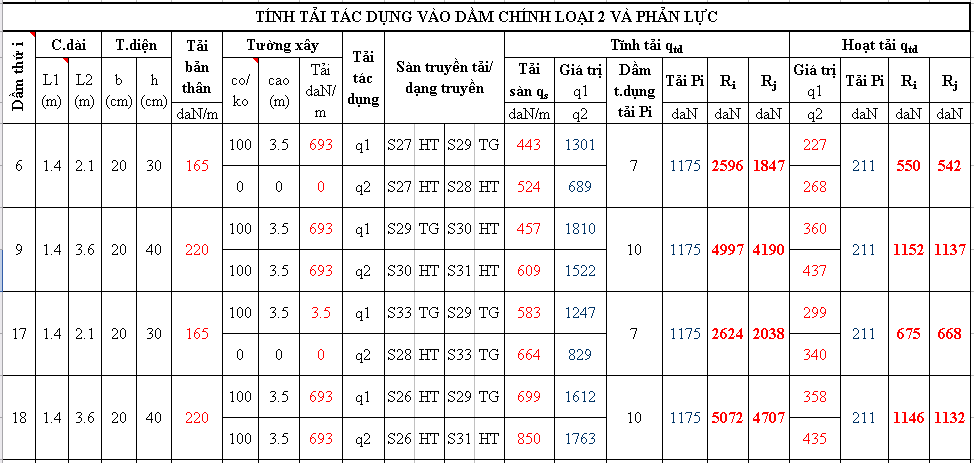 TÍNH TẢI TÁC DỤNG VÀO DẦM CHÍNH LOẠI 2 VÀ PHẢN LỰC
Dầm thứ i C.dài T.diện Tải bản thân Tường xây Tải tác dụng Sàn truyền tải/ dạng truyền Tĩnh tải qtd Hoạt tải qtd
L1 (m) L2 (m) b (cm) h (cm) co/ ko cao (m) Tải daN/ m Tải sàn qs Giá trị q1 Dầm t.dụng tải Pi Tải Pi Ri Rj Giá trị q1 Tải Pi Ri Rj
daN/m daN/m q2 daN daN daN q2 daN daN daN
100 3.5 693 q1 S27 HT S29 TG 443 1301 227
6 1.4 2.1 20 30 165 7 1175 2596 1847 211 550 542
0 0 0 q2 S27 HT S28 HT 524 689 268
100 3.5 693 q1 S29 TG S30 HT 457 1810 360
9 1.4 3.6 20 40 220 10 1175 4997 4190 211 1152 1137
100 3.5 693 q2 S30 HT S31 HT 609 1522 437
100 3.5 3.5 q1 S33 TG S29 TG 583 1247 299
17 1.4 2.1 20 30 165 7 1175 2624 2038 211 675 668
0 0 0 q2 S28 HT S33 TG 664 829 340
100 3.5 693 q1 S26 HT S29 TG 699 1612 358
18 1.4 3.6 20 40 220 10 1175 5072 4707 211 1146 1132
100 3.5 693 q2 S26 HT S31 HT 850 1763 435